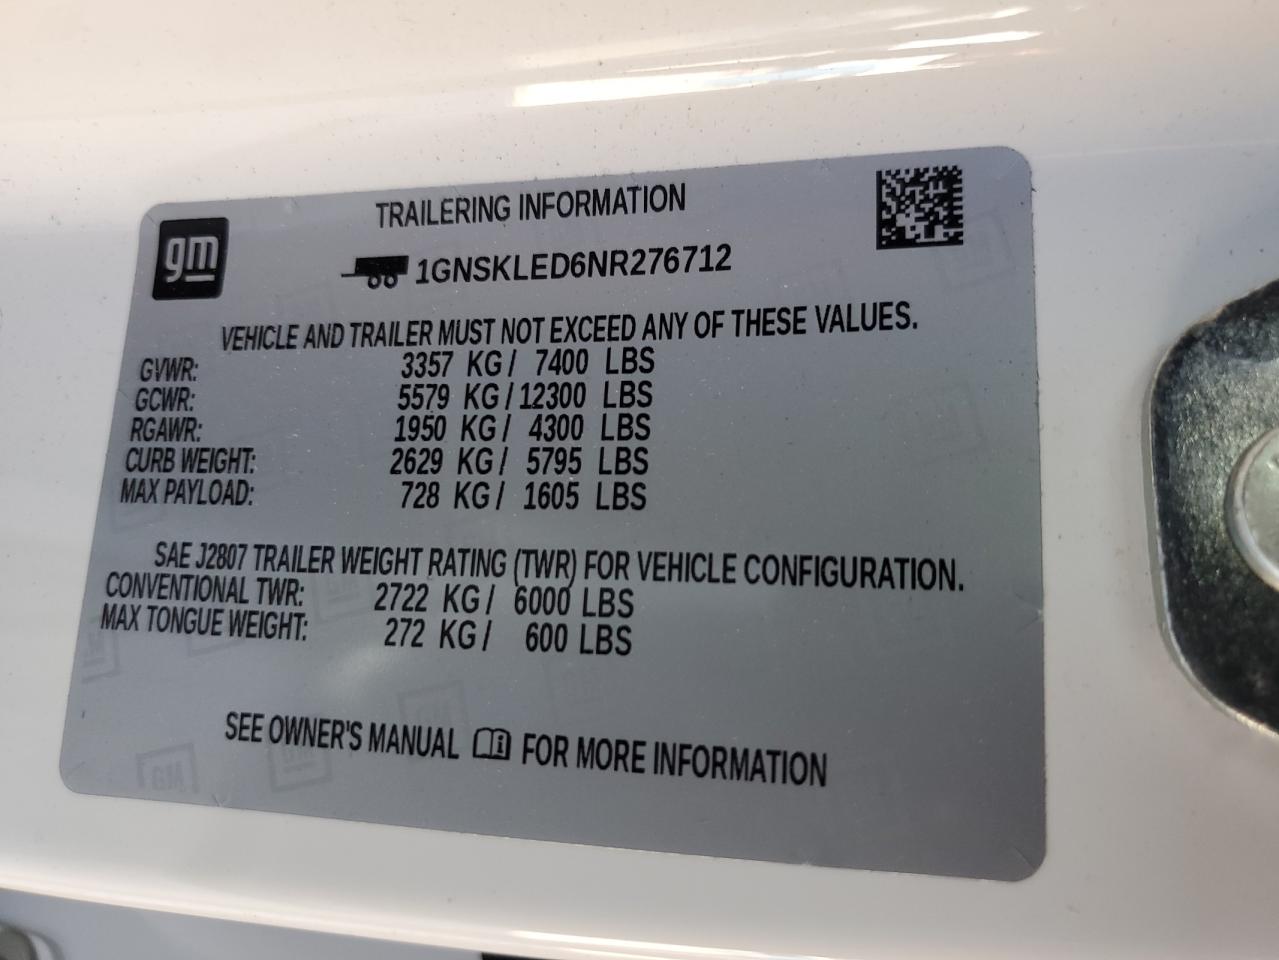 gm
TRAILERING INFORMATION
1GNSKLED6NR276712
VEHICLE AND TRAILER MUST NOT EXCEED ANY OF THESE VALUES.
GVWR: 3357 KG/ 7400 LBS
GCWR: 5579 KG/12300 LBS
RGAWR: 1950 KG/ 4300 LBS
CURB WEIGHT: 2629 KG/ 5795 LBS
MAX PAYLOAD: 728 KG/ 1605 LBS
SAE J2807 TRAILER WEIGHT RATING (TWR) FOR VEHICLE CONFIGURATION.
CONVENTIONAL TWR: 2722 KG/ 6000 LBS
MAX TONGUE WEIGHT: 272 KG/ 600 LBS
SEE OWNER'S MANUAL FOR MORE INFORMATION